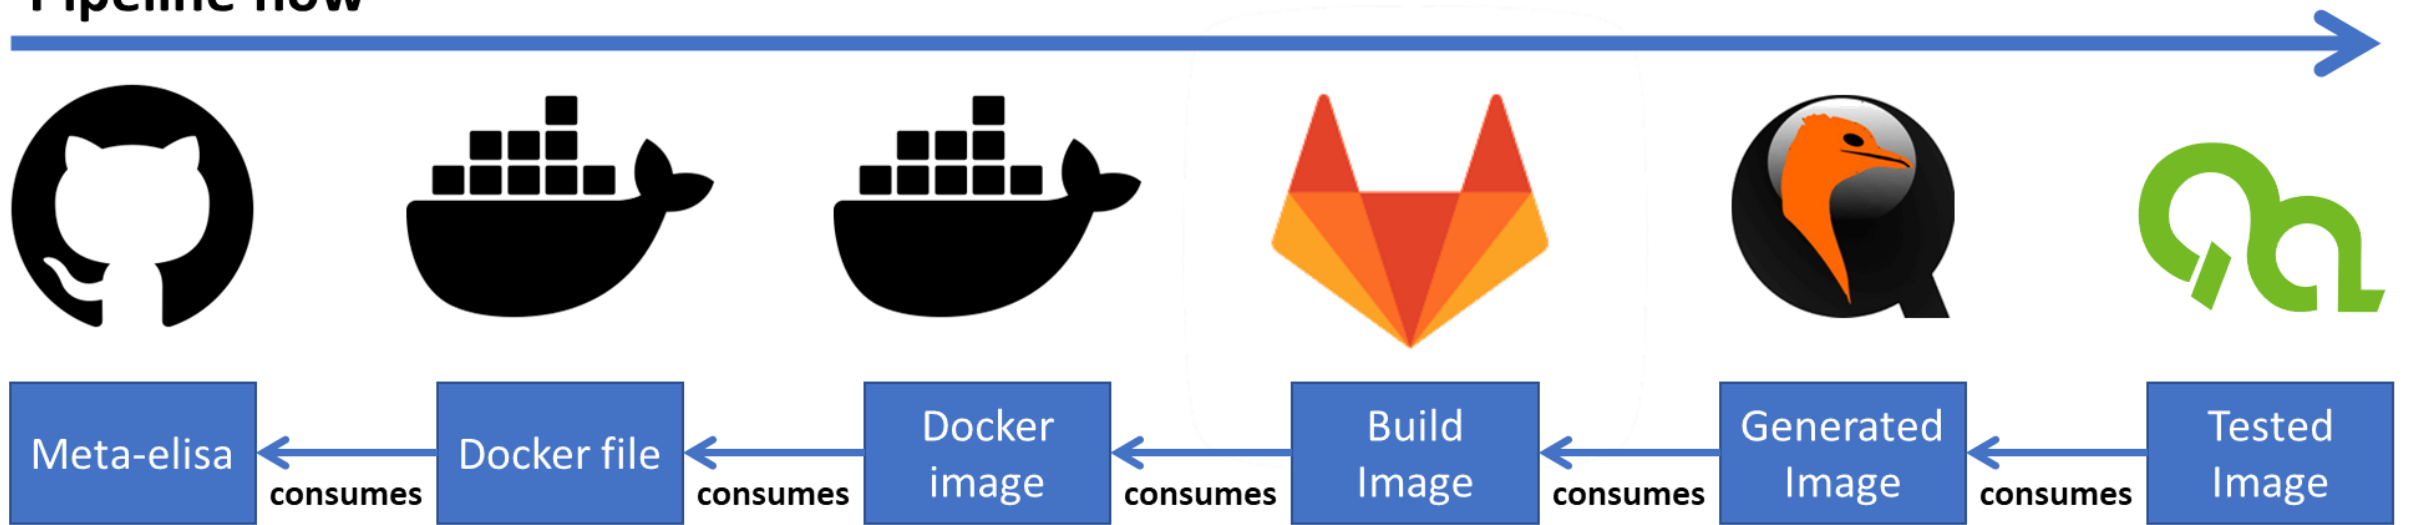 Pipeline flow
Meta-elisa
consumes
Docker file
consumes
Docker
image
consumes
Build
Image
consumes
Generated
Image
consumes
Tested
Image